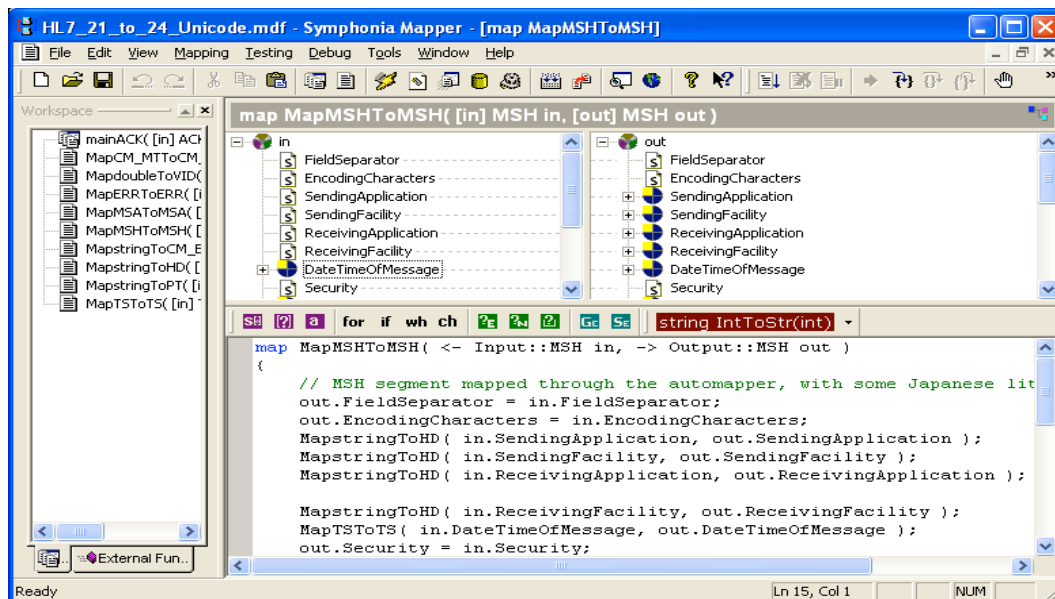 HL7_21_to_24_Unicode.mdf - Symphonia Mapper - [map MapMSHToMSH]
File Edit View Mapping Testing Debug Tools Window Help
Workspace
mainACK( [in] ACK
MapCM_MTToCM_
MapdoubleToVID(
MapERRToERR( [i
MapMSAToMSA( [
MapMSHToMSH( [
MapstringToCM_E
MapstringToHD( [
MapstringToPT( [i
MapTSToTS( [in]
External Fun..
map MapMSHToMSH( [in] MSH in, [out] MSH out )
in
FieldSeparator
EncodingCharacters
SendingApplication
SendingFacility
ReceivingApplication
ReceivingFacility
DateTimeOfMessage
Security
out
FieldSeparator
EncodingCharacters
SendingApplication
SendingFacility
ReceivingApplication
ReceivingFacility
DateTimeOfMessage
Security
for if wh ch string IntToStr(int)
map MapMSHToMSH( <- Input::MSH in, -> Output::MSH out )
{
// MSH segment mapped through the automapper, with some Japanese lit
out.FieldSeparator = in.FieldSeparator;
out.EncodingCharacters = in.EncodingCharacters;
MapstringToHD( in.SendingApplication, out.SendingApplication );
MapstringToHD( in.SendingFacility, out.SendingFacility );
MapstringToHD( in.ReceivingApplication, out.ReceivingApplication );
MapstringToHD( in.ReceivingFacility, out.ReceivingFacility );
MapTSToTS( in.DateTimeOfMessage, out.DateTimeOfMessage );
out.Security = in.Security;
Ready
Ln 15, Col 1
NUM